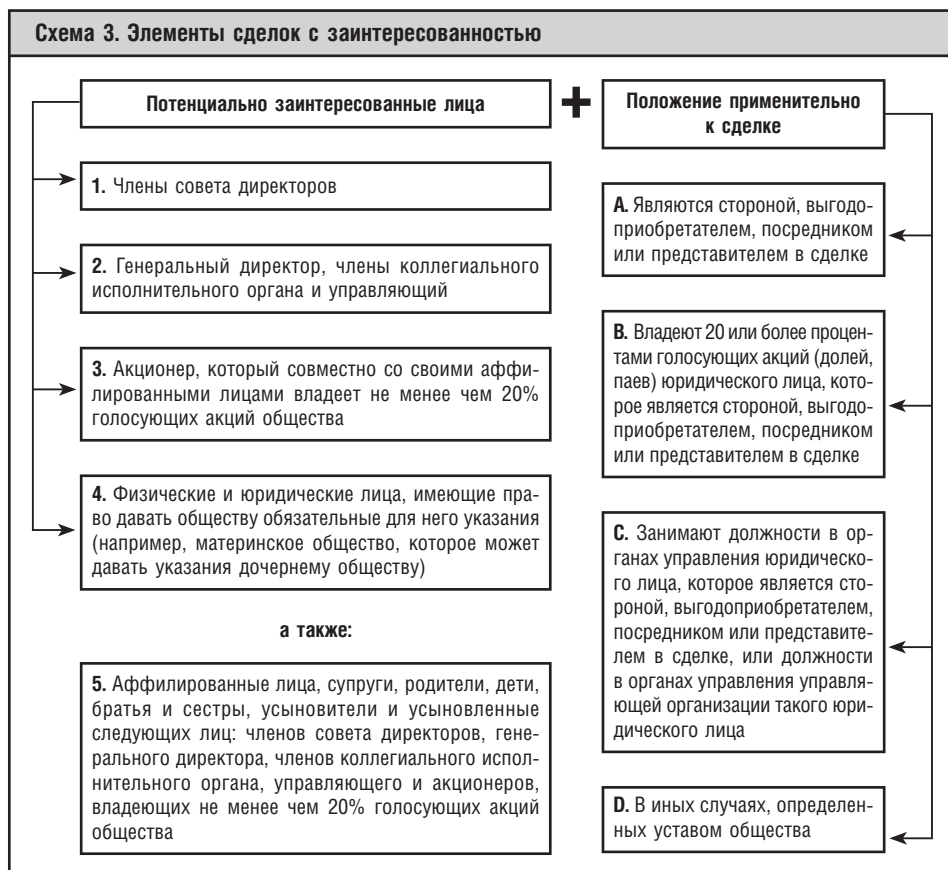 Схема 3. Элементы сделок с заинтересованностью
Потенциально заинтересованные лица
+
Положение применительно
к сделке
1. Члены совета директоров
2. Генеральный директор, члены коллегиального
исполнительного органа и управляющий
3. Акционер, который совместно со своими аффи-
лированными лицами владеет не менее чем 20%
голосующих акций общества
4. Физические и юридические лица, имеющие пра-
во давать обществу обязательные для него указания
(например, материнское общество, которое может
давать указания дочернему обществу)
а также:
5. Аффилированные лица, супруги, родители, дети,
братья и сестры, усыновители и усыновленные
следующих лиц: членов совета директоров, гене-
рального директора, членов коллегиального испол-
нительного органа, управляющего и акционеров,
владеющих не менее чем 20% голосующих акций
общества
A. Являются стороной, выгодо-
приобретателем, посредником
или представителем в сделке
B. Владеют 20 или более процен-
тами голосующих акций (долей,
паев) юридического лица, кото-
рое является стороной, выгодо-
приобретателем, посредником
или представителем в сделке
C. Занимают должности в ор-
ганах управления юридическо-
го лица, которое является сто-
роной, выгодоприобретателем,
посредником или представите-
лем в сделке, или должности
в органах управления управля-
ющей организации такого юри-
дического лица
D. В иных случаях, определен-
ных уставом общества